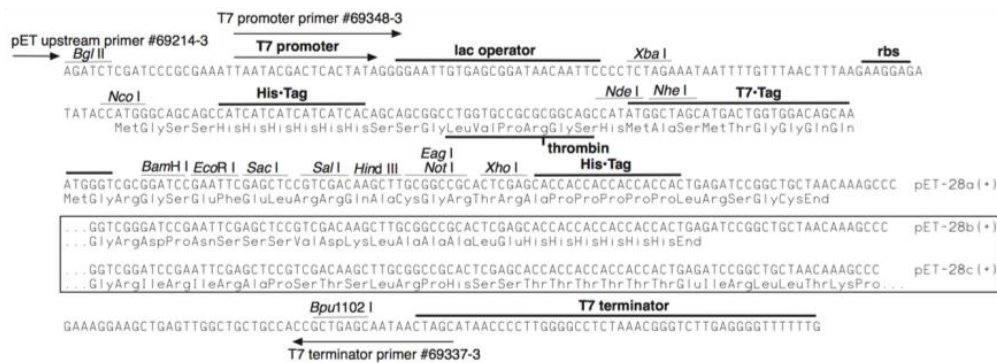 T7 promoter primer #69348-3
pET upstream primer #69214-3
Bgl II T7 promoter lac operator Xba I rbs
AGATCTCGATCCCGCGAAATTAATACGACTCACTATAGGGGAATTGTGAGCGGATAACAATTCCCCTCTAGAAATAATTTTGTTTAACTTTAAGAAGGAGA
Nco I His•Tag Nde I Nhe I T7•Tag
TATACCATGGGCAGCAGCCATCATCATCATCATCACAGCAGCGGCCTGGTGCCGCGCGGCAGCCATATGGCTAGCATGACTGGTGGACAGCAA
MetGlySerSerHisHisHisHisHisHisSerSerGlyLeuValProArgGlySerHisMetAlaSerMetThrGlyGlyGlnGln
thrombin
BamH I EcoR I Sac I Sal I Hind III Eag I Not I Xho I His•Tag
ATGGGTCGCGGATCCGAATTCGAGCTCCGTCGACAAGCTTGCGGCCGCACTCGAGCACCACCACCACCACCACTGAGATCCGGCTGCTAACAAAGCCC pET-28a(+)
MetGlyArgGlySerGluPheGluLeuArgArgGlnAlaCysGlyArgThrArgAlaProProProProProProLeuArgSerGlyCysEnd
...GGTCGGGATCCGAATTCGAGCTCCGTCGACAAGCTTGCGGCCGCACTCGAGCACCACCACCACCACCACTGAGATCCGGCTGCTAACAAAGCCC pET-28b(+)
...GlyArgAspProAsnSerSerSerValAspLysLeuAlaAlaAlaLeuGluHisHisHisHisHisHisEnd
...GGTCGGATCCGAATTCGAGCTCCGTCGACAAGCTTGCGGCCGCACTCGAGCACCACCACCACCACCACTGAGATCCGGCTGCTAACAAAGCCC pET-28c(+)
...GlyArgIleArgIleArgAlaProSerThrSerLeuArgProHisSerSerThrThrThrThrThrThrGluIleArgLeuLeuThrLysPro...
Bpu1102 I T7 terminator
GAAAGGAAGCTGAGTTGGCTGCTGCCACCGCTGAGCAATAACTAGCATAACCCCTTGGGGCCTCTAAACGGGTCTTGAGGGGTTTTTTG
T7 terminator primer #69337-3